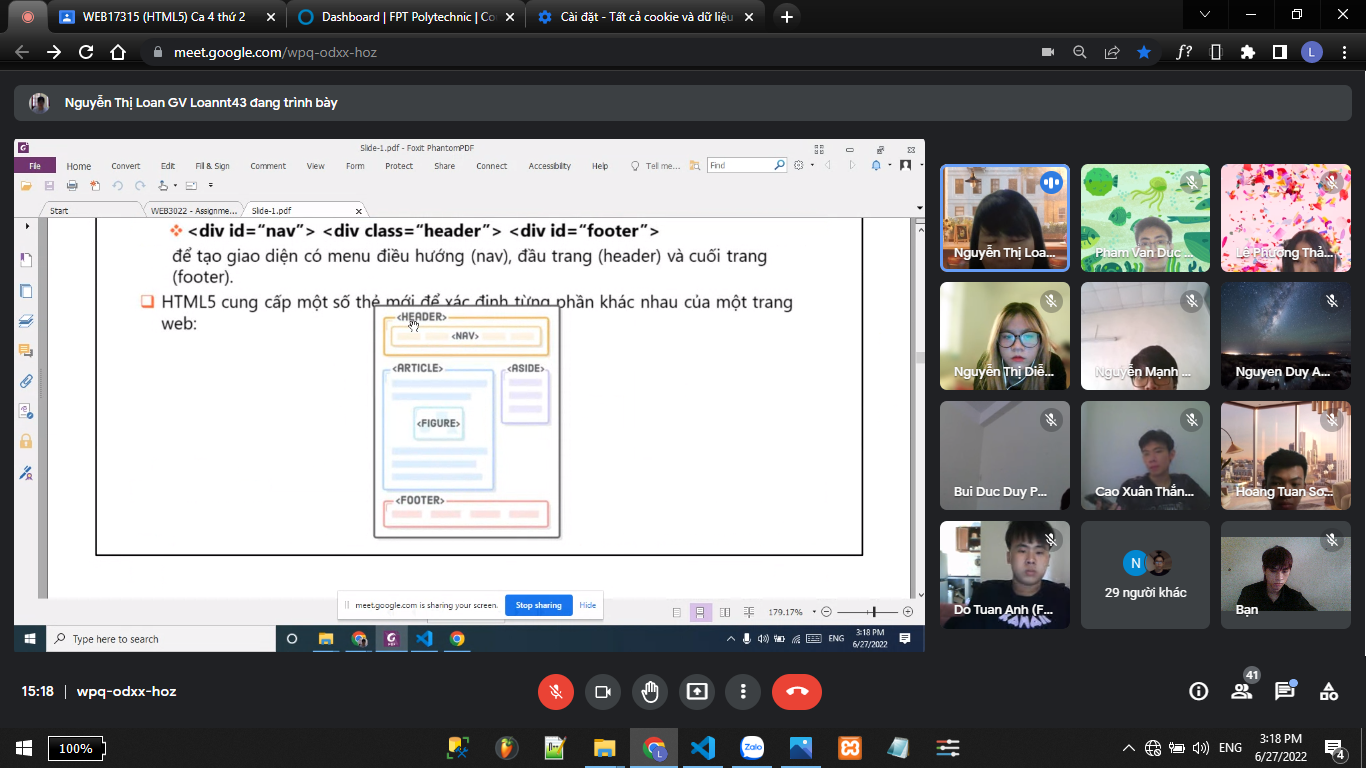 WEB17315 (HTML5) Ca 4 thứ 2
Dashboard | FPT Polytechnic | Co
Cài đặt - Tất cả cookie và dữ liệu
meet.google.com/wpq-odxx-hoz
f?
L
Nguyễn Thị Loan GV Loannt43 đang trình bày
Slide-1.pdf - Foxit PhantomPDF
File Home Convert Edit Fill & Sign Comment View Form Protect Share Connect Accessibility Help Tell me... Find
Start WEB3022 - Assignme... Slide-1.pdf
<div id=“nav”> <div class=“header”> <div id=“footer”>
để tạo giao diện có menu điều hướng (nav), đầu trang (header) và cuối trang
(footer).
HTML5 cung cấp một số thẻ mới để xác định từng phần khác nhau của một trang
web:
<HEADER>
<NAV>
<ARTICLE>
<ASIDE>
<FIGURE>
<FOOTER>
meet.google.com is sharing your screen. Stop sharing Hide
179.17%
Type here to search
ENG
3:18 PM
6/27/2022
Nguyễn Thị Loa...
Pham Van Duc ...
Lê Phương Thả...
Nguyễn Thị Diễ...
Nguyễn Mạnh ...
Nguyen Duy A...
Bui Duc Duy P...
Cao Xuân Thắn...
Hoang Tuan So...
Do Tuan Anh (F...
N
29 người khác
Bạn
15:18 | wpq-odxx-hoz
41
100%
Zalo
L
ENG
3:18 PM
6/27/2022
4